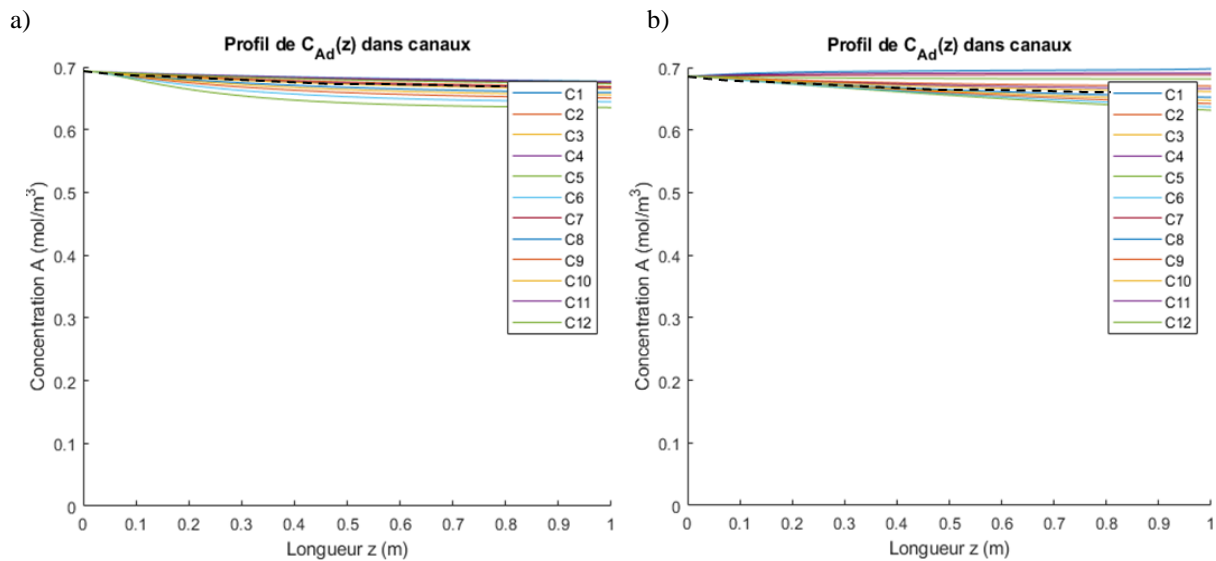 a)
Profil de C_Ad(z) dans canaux
Concentration A (mol/m³)
0.7
0.6
0.5
0.4
0.3
0.2
0.1
0
C1
C2
C3
C4
C5
C6
C7
C8
C9
C10
C11
C12
0 0.1 0.2 0.3 0.4 0.5 0.6 0.7 0.8 0.9 1
Longueur z (m)
b)
Profil de C_Ad(z) dans canaux
Concentration A (mol/m³)
0.7
0.6
0.5
0.4
0.3
0.2
0.1
0
C1
C2
C3
C4
C5
C6
C7
C8
C9
C10
C11
C12
0 0.1 0.2 0.3 0.4 0.5 0.6 0.7 0.8 0.9 1
Longueur z (m)